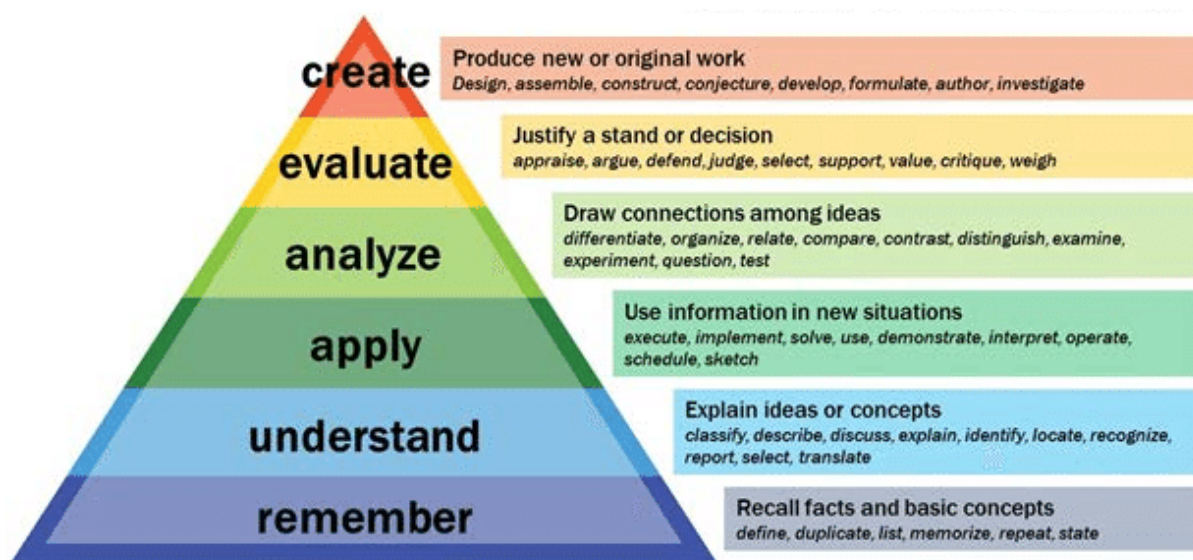 create
Produce new or original work
Design, assemble, construct, conjecture, develop, formulate, author, investigate
evaluate
Justify a stand or decision
appraise, argue, defend, judge, select, support, value, critique, weigh
analyze
Draw connections among ideas
differentiate, organize, relate, compare, contrast, distinguish, examine,
experiment, question, test
apply
Use information in new situations
execute, implement, solve, use, demonstrate, interpret, operate,
schedule, sketch
understand
Explain ideas or concepts
classify, describe, discuss, explain, identify, locate, recognize,
report, select, translate
remember
Recall facts and basic concepts
define, duplicate, list, memorize, repeat, state